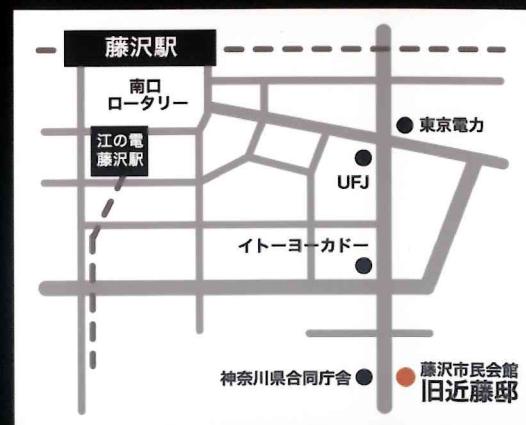 藤沢駅
南口
ロータリー
江の電
藤沢駅
東京電力
UFJ
イトーヨーカドー
神奈川県合同庁舎
藤沢市民会館
旧近藤邸